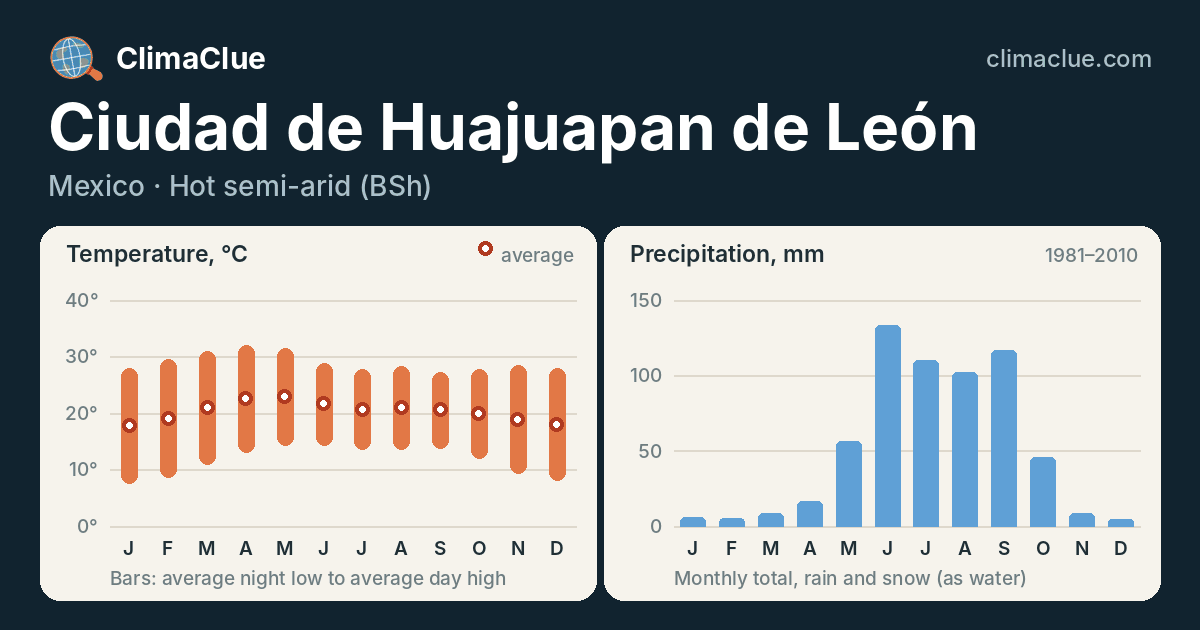 ClimaClue
climaclue.com
Ciudad de Huajuapan de León
Mexico · Hot semi-arid (BSh)
Temperature, °C
average
40°
30°
20°
10°
0°
J F M A M J J A S O N D
Bars: average night low to average day high
Precipitation, mm
1981–2010
150
100
50
0
J F M A M J J A S O N D
Monthly total, rain and snow (as water)